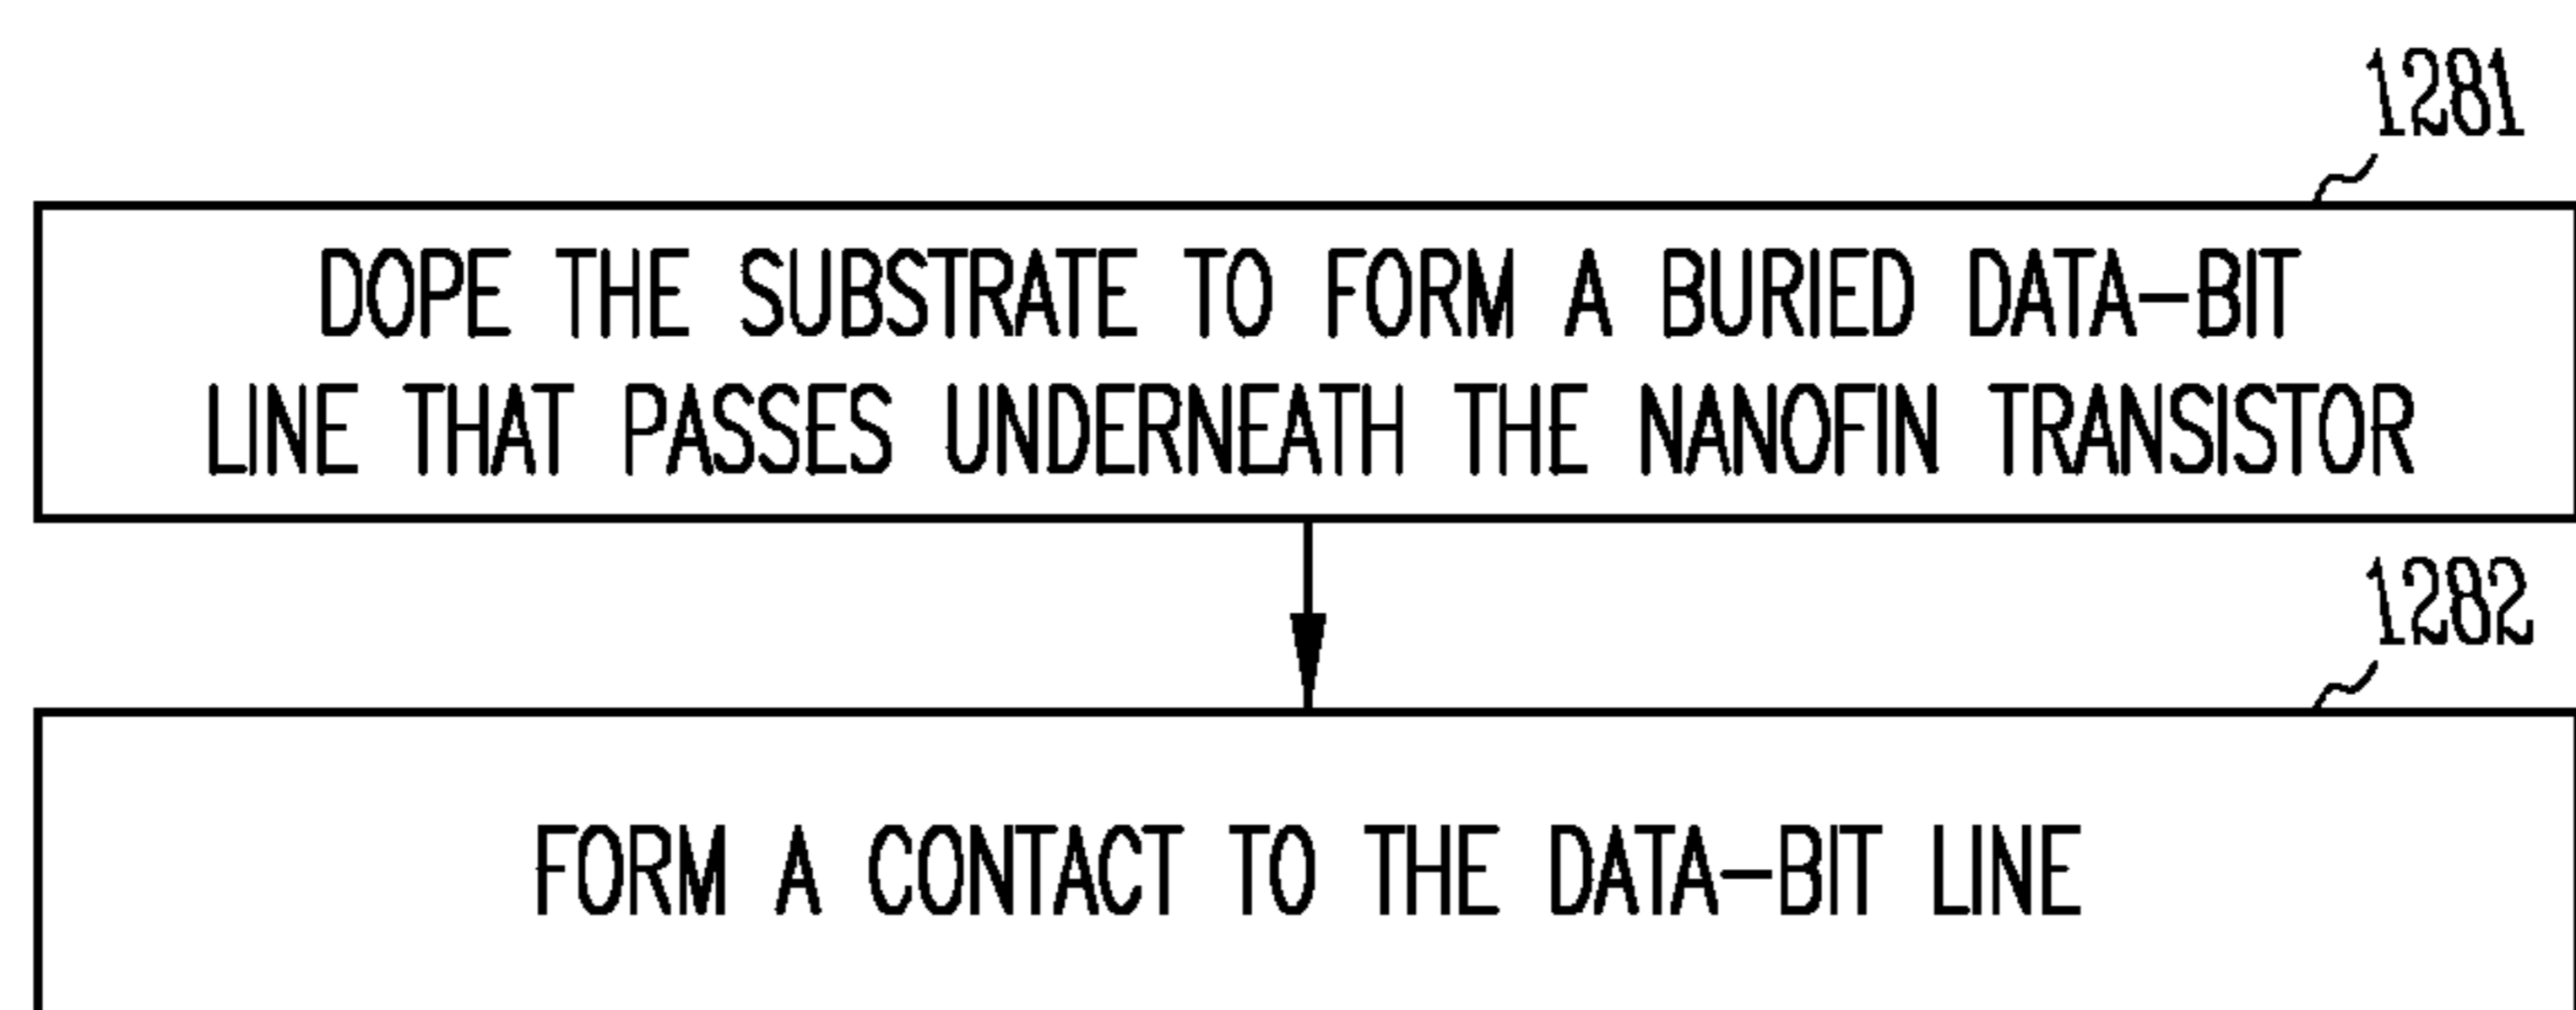 1281
DOPE THE SUBSTRATE TO FORM A BURIED DATA-BIT
LINE THAT PASSES UNDERNEATH THE NANOFIN TRANSISTOR
1282
FORM A CONTACT TO THE DATA-BIT LINE